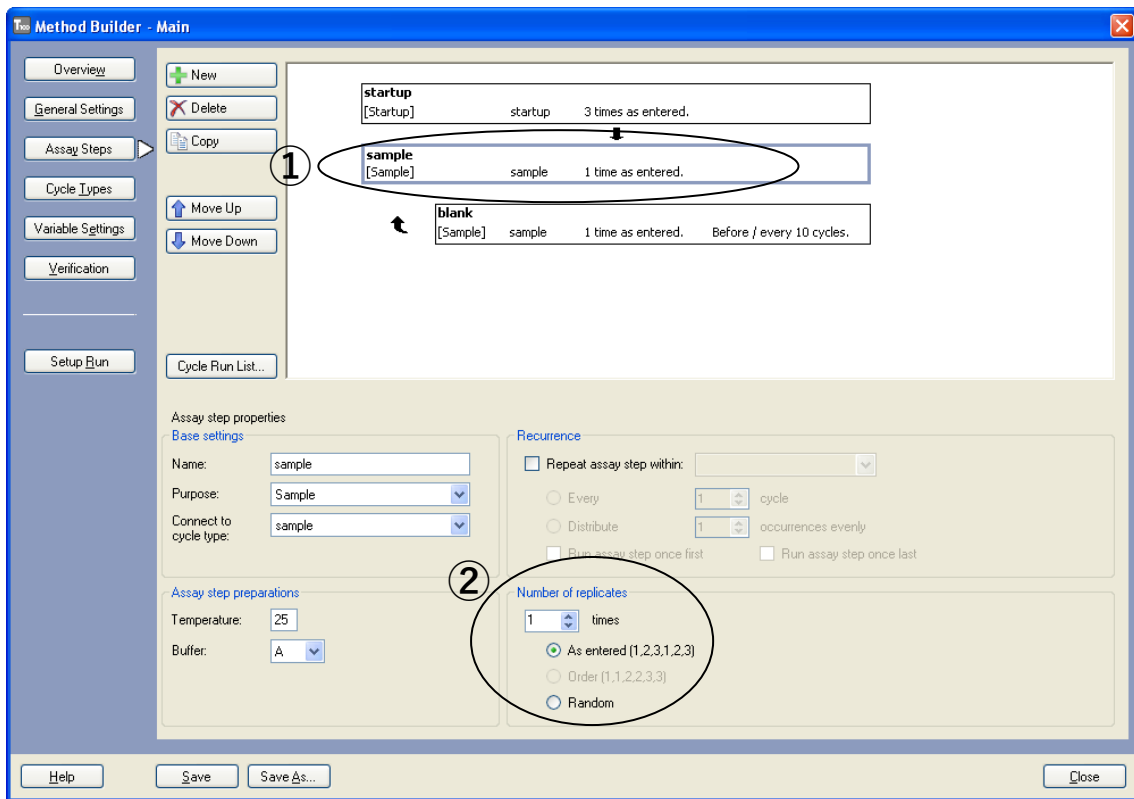 T100 Method Builder - Main
Overview
General Settings
Assay Steps
Cycle Types
Variable Settings
Verification
Setup Run
New
Delete
Copy
Move Up
Move Down
Cycle Run List...
startup
[Startup] startup 3 times as entered.
①
sample
[Sample] sample 1 time as entered.
blank
[Sample] sample 1 time as entered. Before / every 10 cycles.
Assay step properties
Base settings
Name: sample
Purpose: Sample
Connect to
cycle type: sample
Recurrence
Repeat assay step within:
Every 1 cycle
Distribute 1 occurrences evenly
Run assay step once first Run assay step once last
Assay step preparations
Temperature: 25
Buffer: A
②
Number of replicates
1 times
As entered (1,2,3,1,2,3)
Order (1,1,2,2,3,3)
Random
Help
Save
Save As...
Close